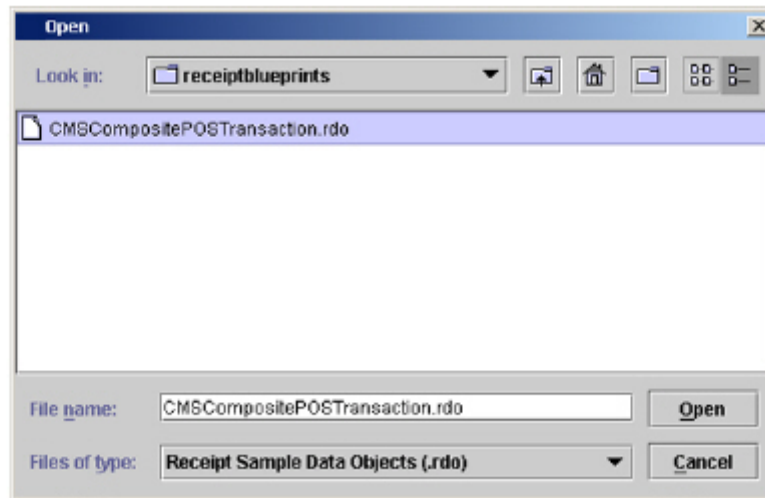 Open
Look in: receiptblueprints
CMSCompositePOSTransaction.rdo
File name: CMSCompositePOSTransaction.rdo Open
Files of type: Receipt Sample Data Objects (.rdo) Cancel